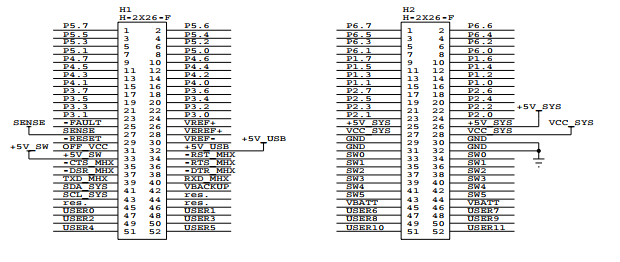 H1
H-2X26-F
P5.7 1 2 P5.6
P5.5 3 4 P5.4
P5.3 5 6 P5.2
P5.1 7 8 P5.0
P4.7 9 10 P4.6
P4.5 11 12 P4.4
P4.3 13 14 P4.2
P4.1 15 16 P4.0
P3.7 17 18 P3.6
P3.5 19 20 P3.4
P3.3 21 22 P3.2
P3.1 23 24 P3.0
SENSE -FAULT 25 26 VREF+
SENSE 27 28 VEREF+
-RESET 29 30 VREF- +5V_USB
+5V_SW OFF_VCC 31 32 +5V_USB
+5V_SW 33 34 -RST_MHX
-CTS_MHX 35 36 -RTS_MHX
-DSR_MHX 37 38 -DTR_MHX
TXD_MHX 39 40 RXD_MHX
SDA_SYS 41 42 VBACKUP
SCL_SYS 43 44 res.
res. 45 46 res.
USER0 47 48 USER1
USER2 49 50 USER3
USER4 51 52 USER5
H2
H-2X26-F
P6.7 1 2 P6.6
P6.5 3 4 P6.4
P6.3 5 6 P6.2
P6.1 7 8 P6.0
P1.7 9 10 P1.6
P1.5 11 12 P1.4
P1.3 13 14 P1.2
P1.1 15 16 P1.0
P2.7 17 18 P2.6
P2.5 19 20 P2.4
P2.3 21 22 P2.2 +5V_SYS
P2.1 23 24 P2.0
+5V_SYS 25 26 +5V_SYS VCC_SYS
VCC_SYS 27 28 VCC_SYS
GND 29 30 GND
GND 31 32 GND
SW0 33 34 SW0
SW1 35 36 SW1
SW2 37 38 SW2
SW3 39 40 SW3
SW4 41 42 SW4
SW5 43 44 SW5
VBATT 45 46 VBATT
USER6 47 48 USER7
USER8 49 50 USER9
USER10 51 52 USER11